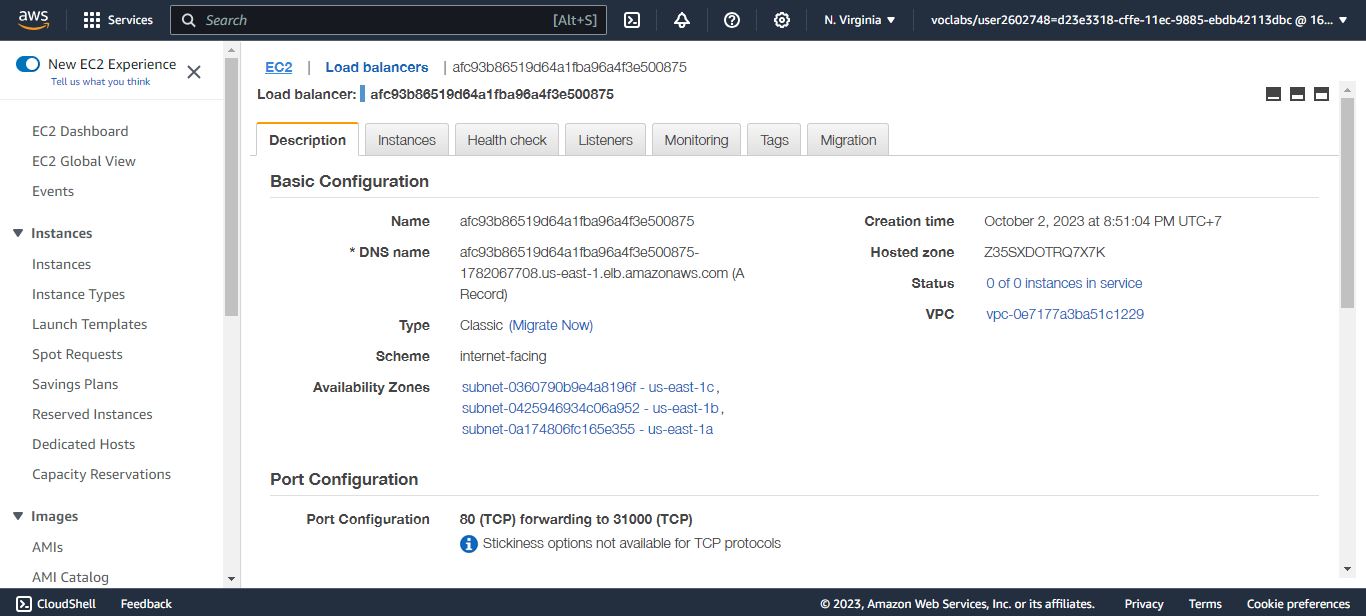 aws
Services
Search
[Alt+S]
N. Virginia
voclabs/user2602748=d23e3318-cffe-11ec-9885-ebdb42113dbc @ 16...
New EC2 Experience
Tell us what you think
EC2 Dashboard
EC2 Global View
Events
Instances
Instances
Instance Types
Launch Templates
Spot Requests
Savings Plans
Reserved Instances
Dedicated Hosts
Capacity Reservations
Images
AMIs
AMI Catalog
EC2 | Load balancers | afc93b86519d64a1fba96a4f3e500875
Load balancer: afc93b86519d64a1fba96a4f3e500875
Description Instances Health check Listeners Monitoring Tags Migration
Basic Configuration
Name afc93b86519d64a1fba96a4f3e500875
* DNS name afc93b86519d64a1fba96a4f3e500875-
1782067708.us-east-1.elb.amazonaws.com (A
Record)
Type Classic (Migrate Now)
Scheme internet-facing
Availability Zones subnet-0360790b9e4a8196f - us-east-1c,
subnet-0425946934c06a952 - us-east-1b,
subnet-0a174806fc165e355 - us-east-1a
Creation time October 2, 2023 at 8:51:04 PM UTC+7
Hosted zone Z35SXDOTRQ7X7K
Status 0 of 0 instances in service
VPC vpc-0e7177a3ba51c1229
Port Configuration
Port Configuration 80 (TCP) forwarding to 31000 (TCP)
Stickiness options not available for TCP protocols
CloudShell Feedback © 2023, Amazon Web Services, Inc. or its affiliates. Privacy Terms Cookie preferences